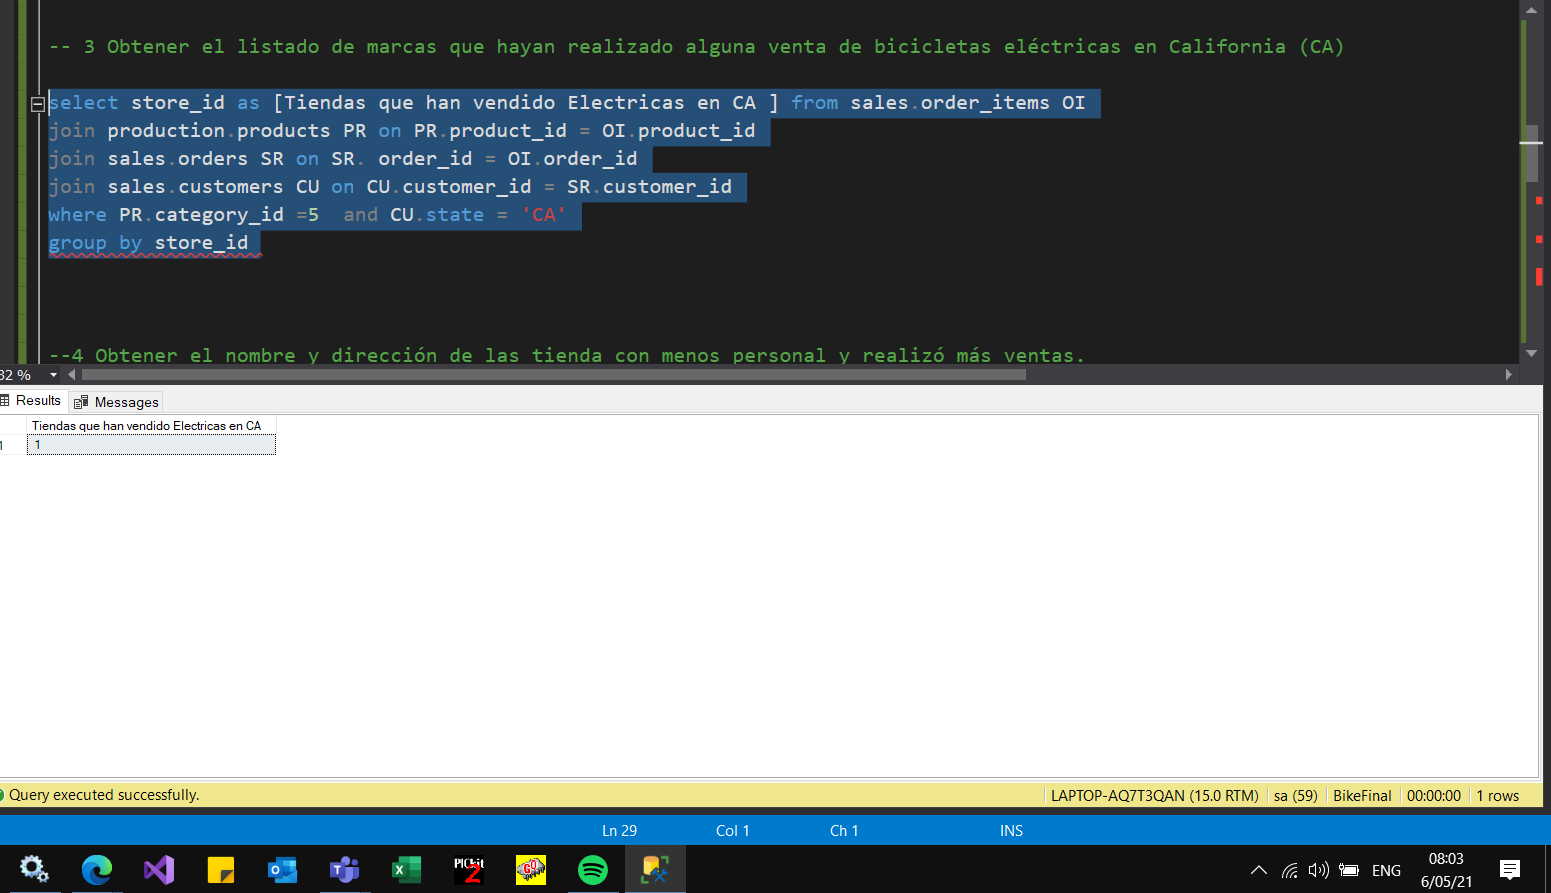 -- 3 Obtener el listado de marcas que hayan realizado alguna venta de bicicletas eléctricas en California (CA)
select store_id as [Tiendas que han vendido Electricas en CA ] from sales.order_items OI
join production.products PR on PR.product_id = OI.product_id
join sales.orders SR on SR. order_id = OI.order_id
join sales.customers CU on CU.customer_id = SR.customer_id
where PR.category_id =5  and CU.state = 'CA'
group by store_id
--4 Obtener el nombre y dirección de las tienda con menos personal y realizó más ventas.
32 %
Results Messages
Tiendas que han vendido Electricas en CA
1 1
Query executed successfully. LAPTOP-AQ7T3QAN (15.0 RTM) sa (59) BikeFinal 00:00:00 1 rows
Ln 29 Col 1 Ch 1 INS
PICkit 2 GO ENG 08:03
6/05/21